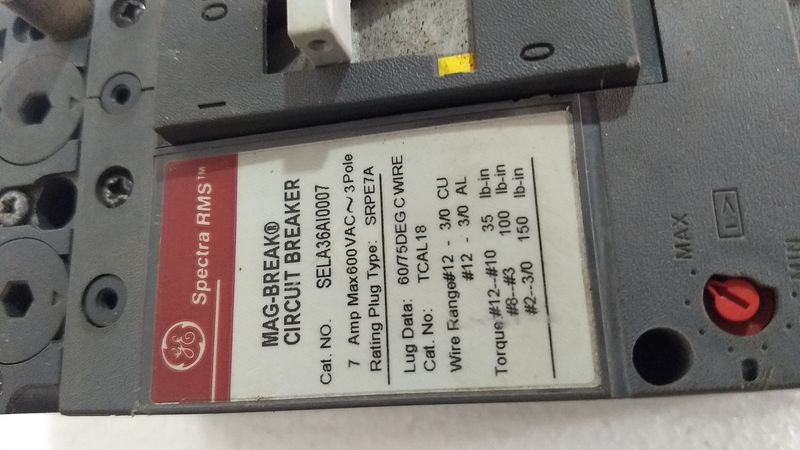 O
I
O
GE
Spectra RMS™
MAG-BREAK®
CIRCUIT BREAKER
Cat. NO. SELA36AI0007
7 Amp Max600VAC~ 3Pole
Rating Plug Type: SRPE7A
Lug Data: 60/75DEG C WIRE
Cat. No: TCAL18
Wire Range#12 - 3/0 CU
#12 - 3/0 AL
Torque #12--#10 35 lb-in
#8--#3 100 lb-in
#2--3/0 150 lb-in
MAX
I>
MIN